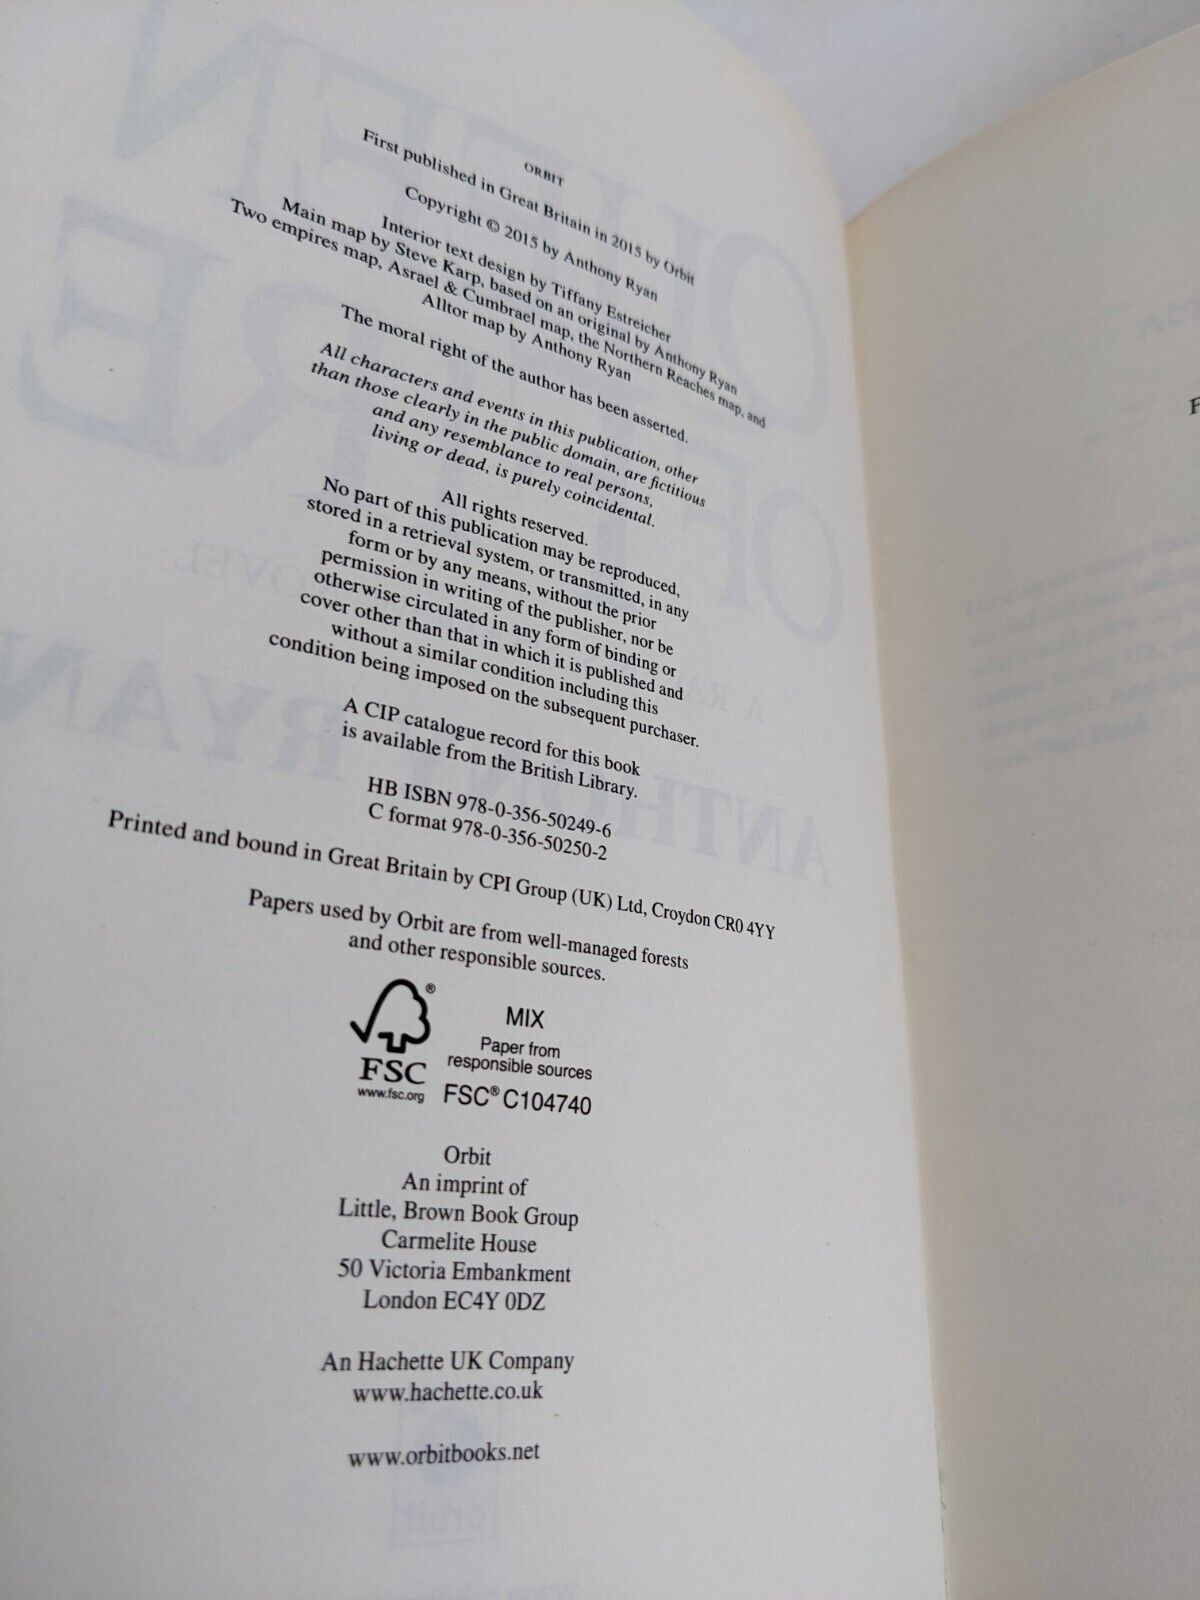 ORBIT
First published in Great Britain in 2015 by Orbit
Copyright © 2015 by Anthony Ryan
Interior text design by Tiffany Estreicher
Main map by Steve Karp, based on an original by Anthony Ryan
Two empires map, Asrael & Cumbrael map, the Northern Reaches map, and
Alltor map by Anthony Ryan
The moral right of the author has been asserted.
All characters and events in this publication, other
than those clearly in the public domain, are fictitious
and any resemblance to real persons,
living or dead, is purely coincidental.
All rights reserved.
No part of this publication may be reproduced,
stored in a retrieval system, or transmitted, in any
form or by any means, without the prior
permission in writing of the publisher, nor be
otherwise circulated in any form of binding or
cover other than that in which it is published and
without a similar condition including this
condition being imposed on the subsequent purchaser.
A CIP catalogue record for this book
is available from the British Library.
HB ISBN 978-0-356-50249-6
C format 978-0-356-50250-2
Printed and bound in Great Britain by CPI Group (UK) Ltd, Croydon CR0 4YY
Papers used by Orbit are from well-managed forests
and other responsible sources.
®
FSC
www.fsc.org
MIX
Paper from
responsible sources
FSC® C104740
Orbit
An imprint of
Little, Brown Book Group
Carmelite House
50 Victoria Embankment
London EC4Y 0DZ
An Hachette UK Company
www.hachette.co.uk
www.orbitbooks.net